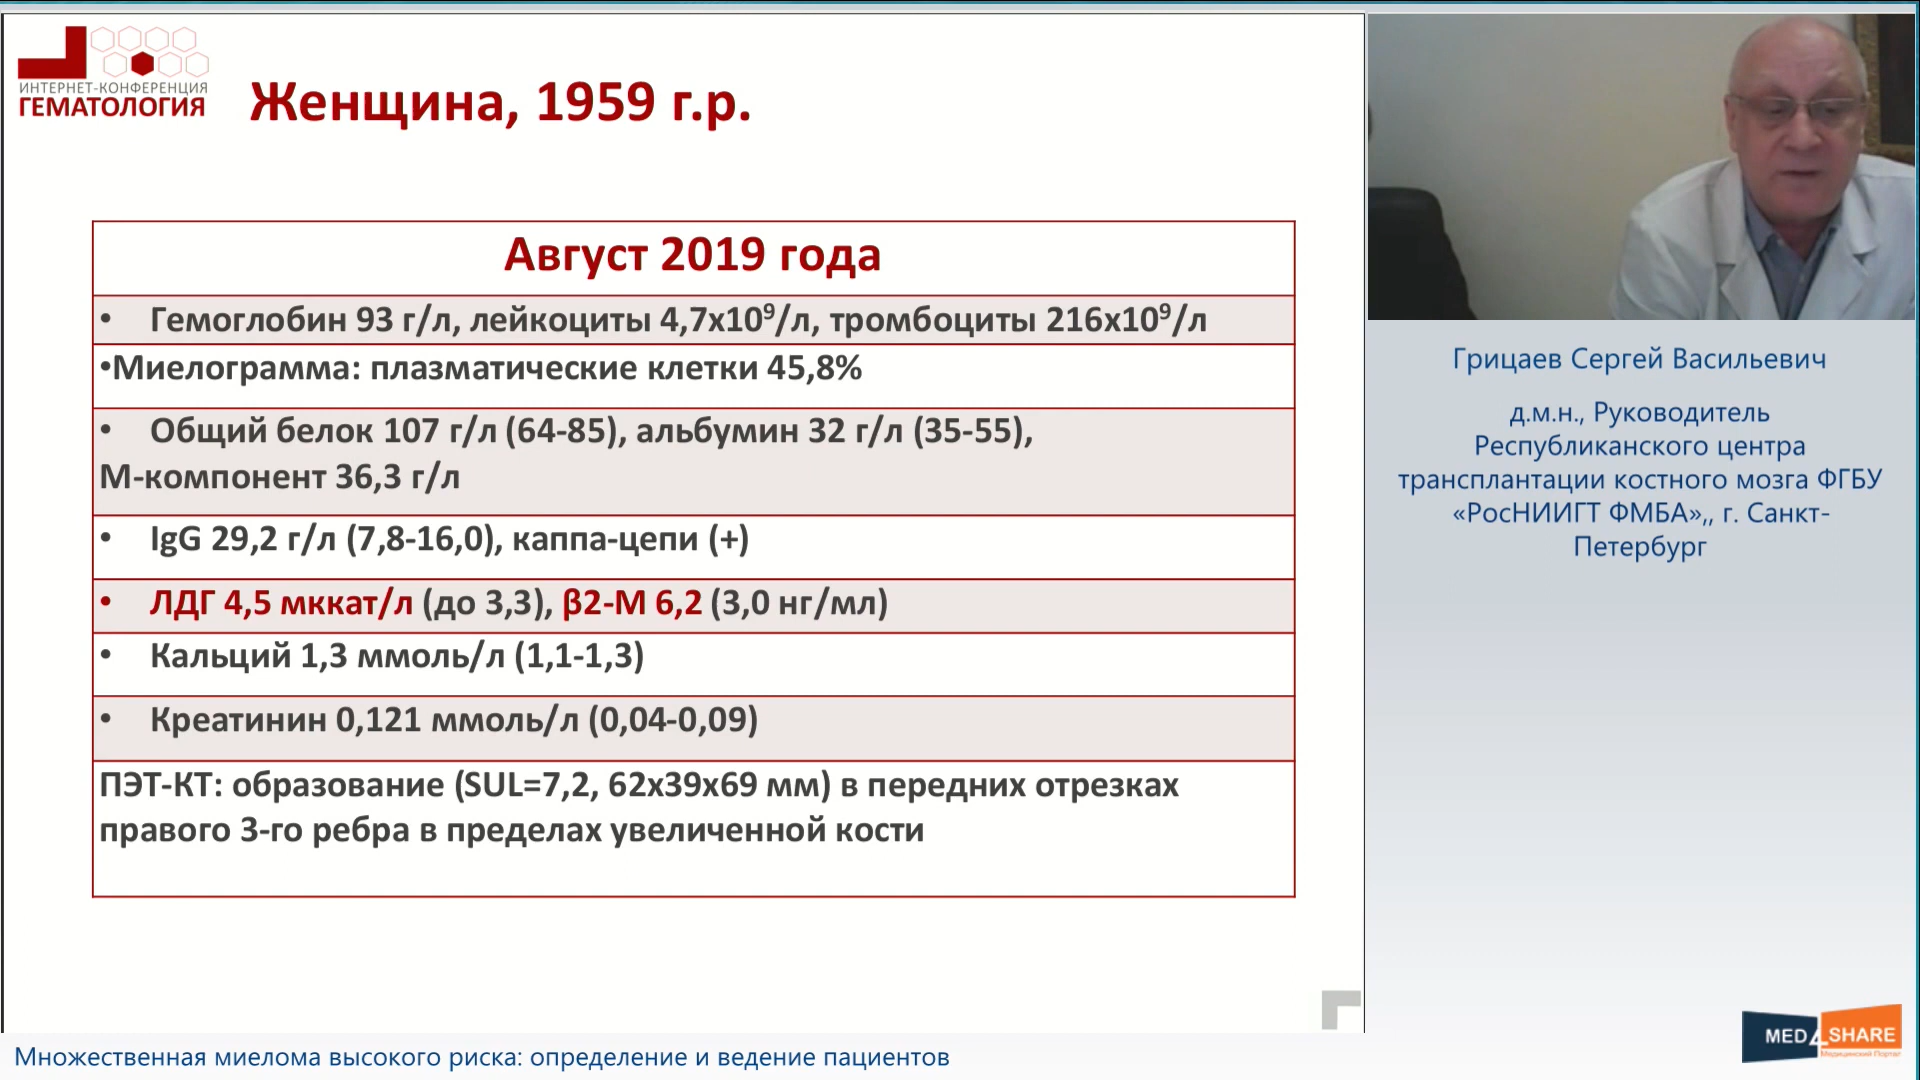 ИНТЕРНЕТ-КОНФЕРЕНЦИЯ
ГЕМАТОЛОГИЯ
Женщина, 1959 г.р.
Август 2019 года
• Гемоглобин 93 г/л, лейкоциты 4,7х10⁹/л, тромбоциты 216х10⁹/л
•Миелограмма: плазматические клетки 45,8%
• Общий белок 107 г/л (64-85), альбумин 32 г/л (35-55),
М-компонент 36,3 г/л
• IgG 29,2 г/л (7,8-16,0), каппа-цепи (+)
• ЛДГ 4,5 мккат/л (до 3,3), β2-М 6,2 (3,0 нг/мл)
• Кальций 1,3 ммоль/л (1,1-1,3)
• Креатинин 0,121 ммоль/л (0,04-0,09)
ПЭТ-КТ: образование (SUL=7,2, 62х39х69 мм) в передних отрезках
правого 3-го ребра в пределах увеличенной кости
Грицаев Сергей Васильевич
д.м.н., Руководитель
Республиканского центра
трансплантации костного мозга ФГБУ
«РосНИИГТ ФМБА»,, г. Санкт-
Петербург
MED4SHARE
Медицинский Портал
Множественная миелома высокого риска: определение и ведение пациентов